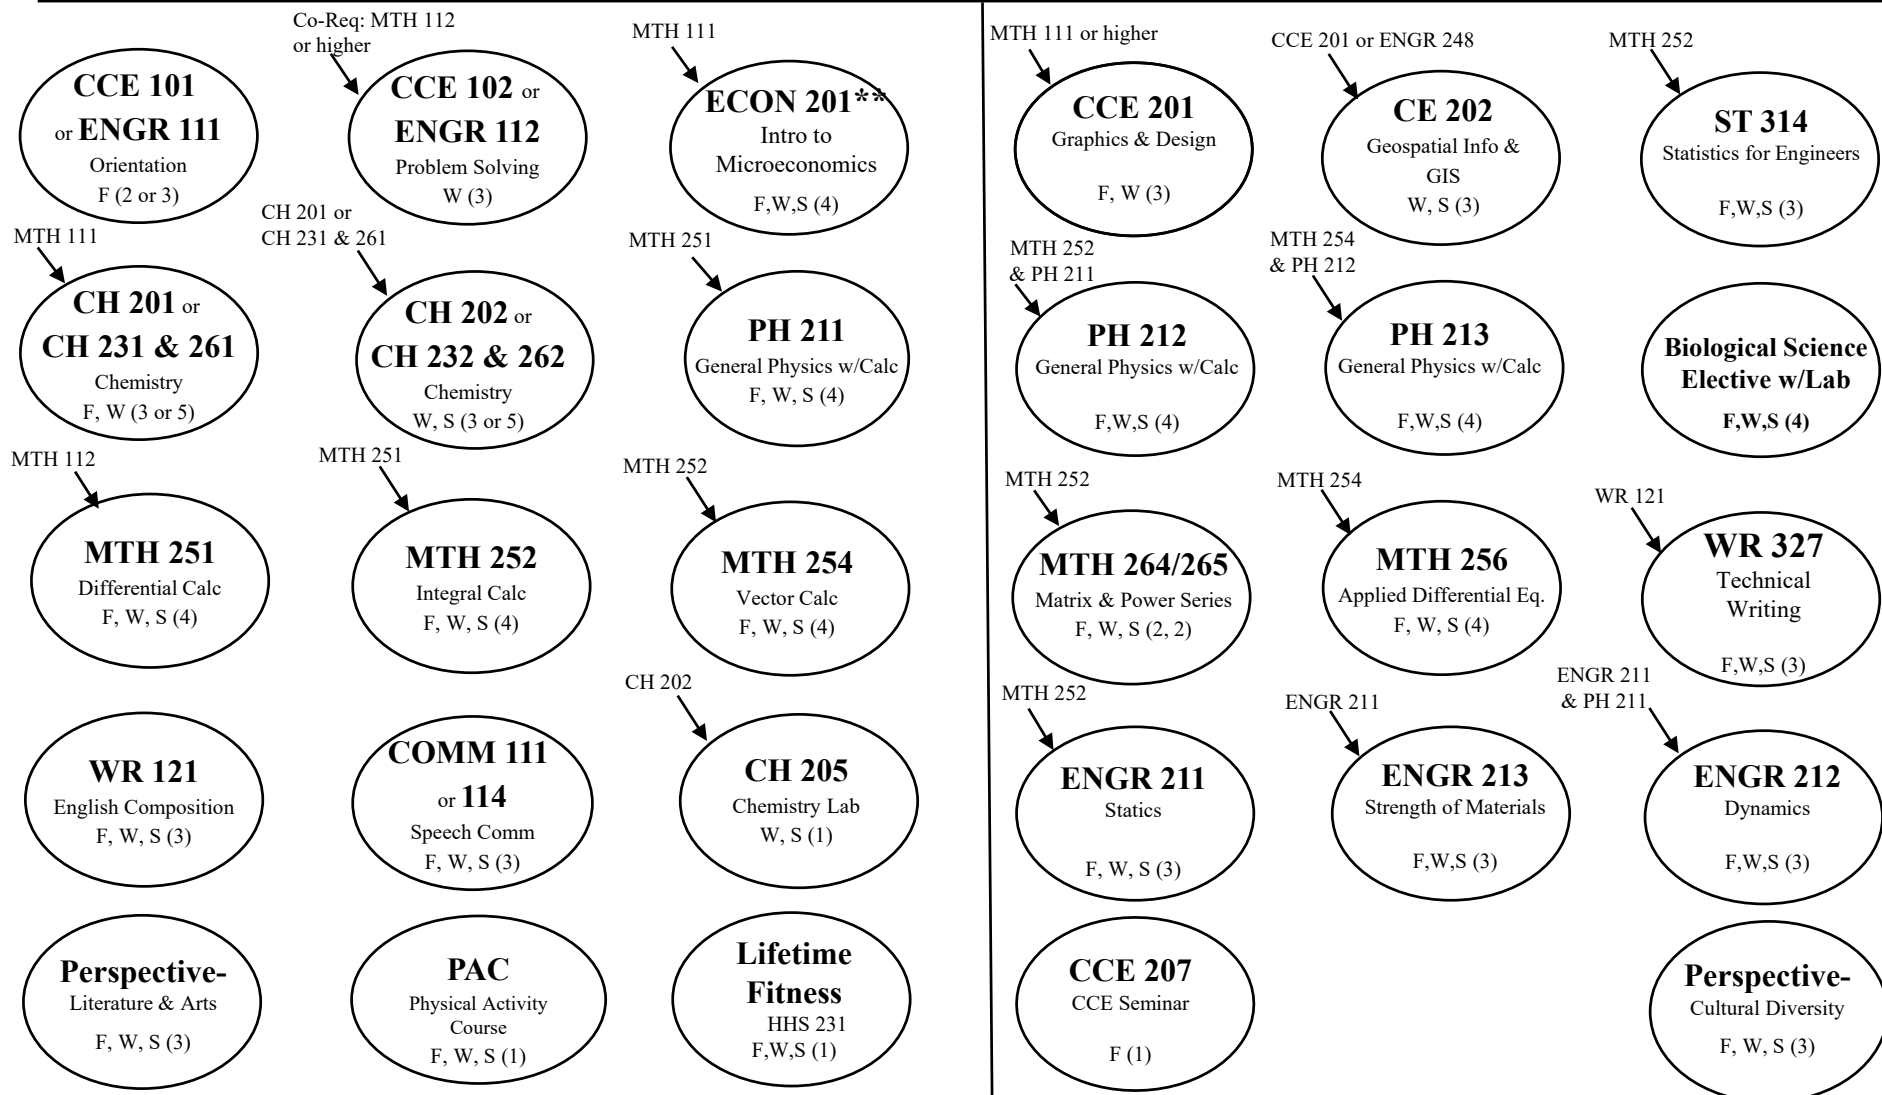 Co-Req: MTH 112
or higher
MTH 111
CCE 101
or ENGR 111
Orientation
F (2 or 3)
CCE 102 or
ENGR 112
Problem Solving
W (3)
ECON 201**
Intro to
Microeconomics
F,W,S (4)
MTH 111
CH 201 or
CH 231 & 261
MTH 251
CH 201 or
CH 231 & 261
Chemistry
F, W (3 or 5)
CH 202 or
CH 232 & 262
Chemistry
W, S (3 or 5)
PH 211
General Physics w/Calc
F, W, S (4)
MTH 112
MTH 251
MTH 252
MTH 251
Differential Calc
F, W, S (4)
MTH 252
Integral Calc
F, W, S (4)
MTH 254
Vector Calc
F, W, S (4)
CH 202
WR 121
English Composition
F, W, S (3)
COMM 111
or 114
Speech Comm
F, W, S (3)
CH 205
Chemistry Lab
W, S (1)
Perspective-
Literature & Arts
F, W, S (3)
PAC
Physical Activity
Course
F, W, S (1)
Lifetime
Fitness
HHS 231
F,W,S (1)
MTH 111 or higher
CCE 201 or ENGR 248
MTH 252
CCE 201
Graphics & Design
F, W (3)
CE 202
Geospatial Info &
GIS
W, S (3)
ST 314
Statistics for Engineers
F,W,S (3)
MTH 252
& PH 211
MTH 254
& PH 212
PH 212
General Physics w/Calc
F,W,S (4)
PH 213
General Physics w/Calc
F,W,S (4)
Biological Science
Elective w/Lab
F,W,S (4)
MTH 252
MTH 254
WR 121
MTH 264/265
Matrix & Power Series
F, W, S (2, 2)
MTH 256
Applied Differential Eq.
F, W, S (4)
WR 327
Technical
Writing
F,W,S (3)
MTH 252
ENGR 211
ENGR 211
& PH 211
ENGR 211
Statics
F, W, S (3)
ENGR 213
Strength of Materials
F,W,S (3)
ENGR 212
Dynamics
F,W,S (3)
CCE 207
CCE Seminar
F (1)
Perspective-
Cultural Diversity
F, W, S (3)